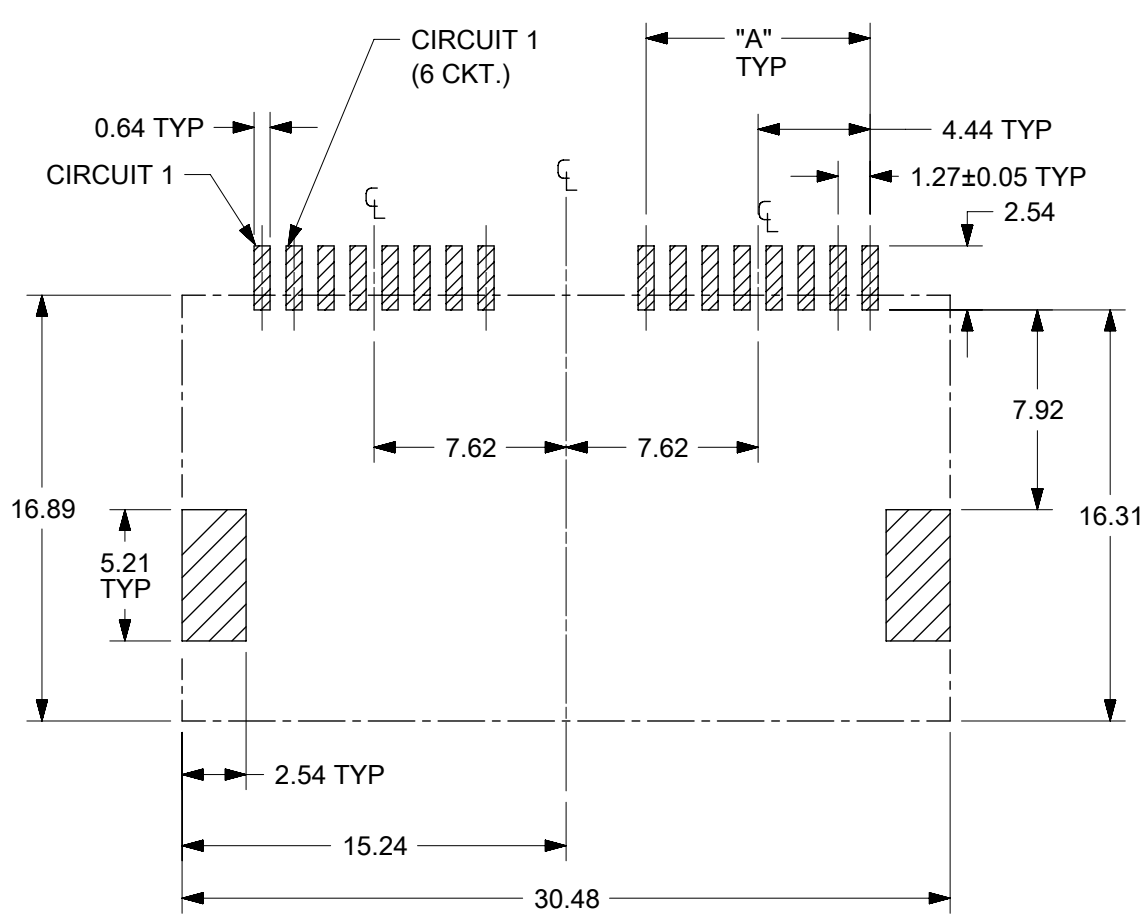 CIRCUIT 1
(6 CKT.)
"A"
TYP
0.64 TYP
4.44 TYP
CIRCUIT 1
1.27±0.05 TYP
℄
℄
℄
2.54
7.92
7.62
7.62
16.89
16.31
5.21
TYP
2.54 TYP
15.24
30.48